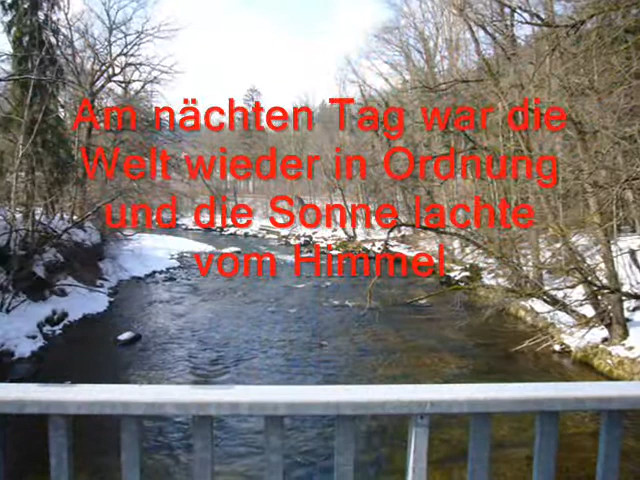 Am nächten Tag war die
Welt wieder in Ordnung
und die Sonne lachte
vom Himmel